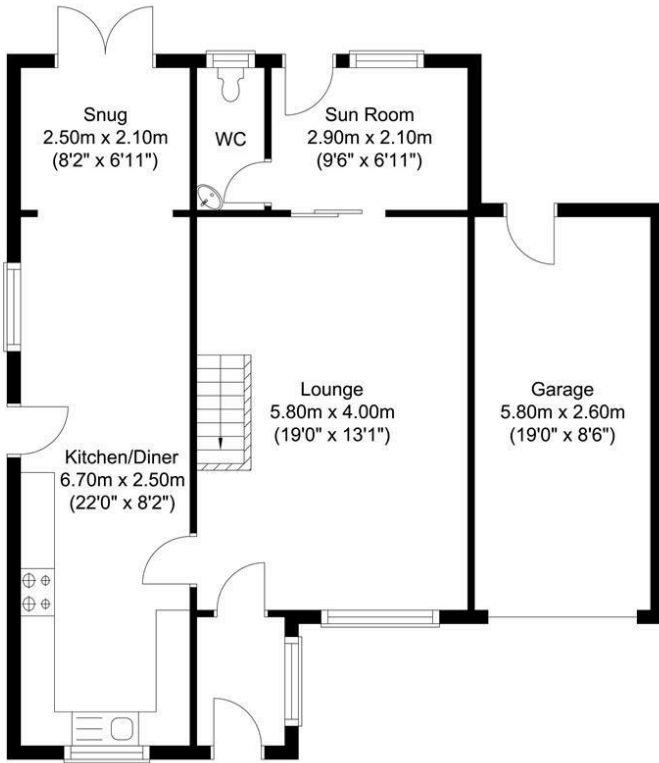 Snug
2.50m x 2.10m
(8'2" x 6'11")
WC
Sun Room
2.90m x 2.10m
(9'6" x 6'11")
Lounge
5.80m x 4.00m
(19'0" x 13'1")
Garage
5.80m x 2.60m
(19'0" x 8'6")
Kitchen/Diner
6.70m x 2.50m
(22'0" x 8'2")